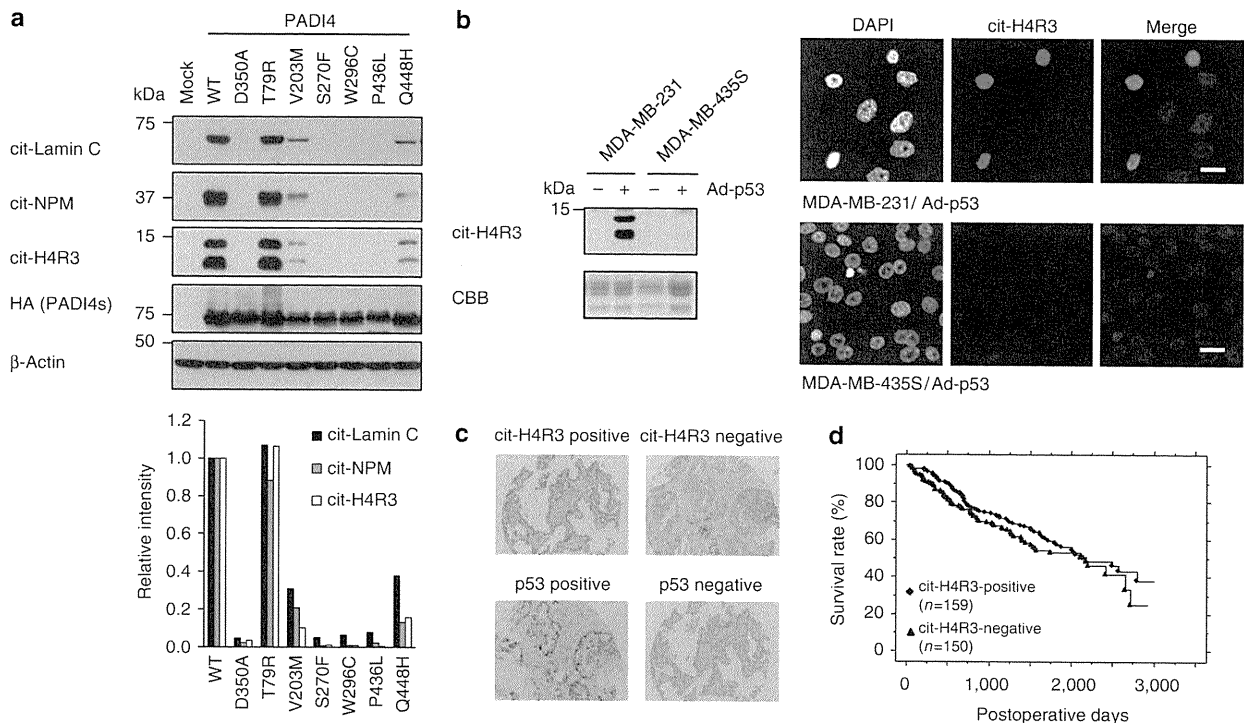 a
PADI4
kDa
Mock
WT
D350A
T79R
V203M
S270F
W296C
P436L
Q448H
75
cit-Lamin C
37
cit-NPM
15
cit-H4R3
HA (PADI4s)
75
50
β-Actin
Relative intensity
1.2
1.0
0.8
0.6
0.4
0.2
0.0
cit-Lamin C
cit-NPM
cit-H4R3
WT
D350A
T79R
V203M
S270F
W296C
P436L
Q448H
b
MDA-MB-231
MDA-MB-435S
kDa
– + – + Ad-p53
15
cit-H4R3
CBB
DAPI
cit-H4R3
Merge
MDA-MB-231/ Ad-p53
MDA-MB-435S/Ad-p53
c
cit-H4R3 positive
cit-H4R3 negative
p53 positive
p53 negative
d
Survival rate (%)
100
80
60
40
20
0
cit-H4R3-positive
(n=159)
cit-H4R3-negative
(n=150)
0
1,000
2,000
3,000
Postoperative days